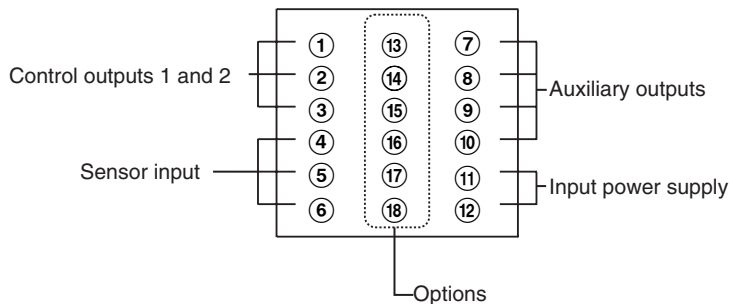 ① ⑬ ⑦
Control outputs 1 and 2
② ⑭ ⑧
Auxiliary outputs
③ ⑮ ⑨
④ ⑯ ⑩
Sensor input
⑤ ⑰ ⑪
Input power supply
⑥ ⑱ ⑫
Options